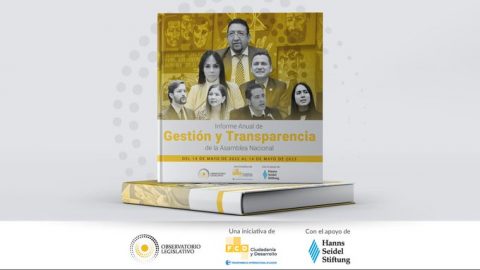 Informe Anual de
Gestión y Transparencia
de la Asamblea Nacional
DEL 14 DE MAYO DE 2022 AL 14 DE MAYO DE 2023
OBSERVATORIO
LEGISLATIVO
Una iniciativa de
FCD
Ciudadanía
y Desarrollo
Con el apoyo de
Hanns
Seidel
Stiftung